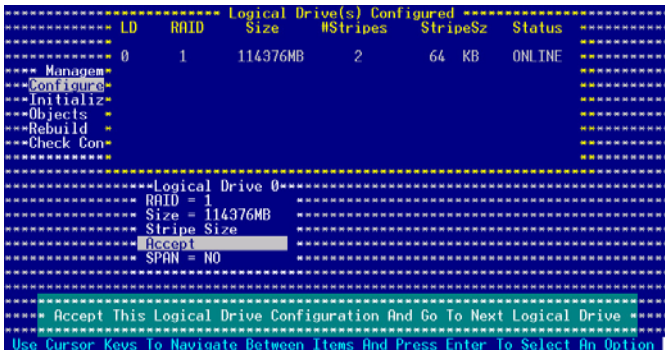 Logical Drive(s) Configured
LD RAID Size #Stripes StripeSz Status
0 1 114376MB 2 64 KB ONLINE
Managem
Configure
Initializ
Objects
Rebuild
Check Con
Logical Drive 0
RAID = 1
Size = 114376MB
Stripe Size
Accept
SPAN = NO
Accept This Logical Drive Configuration And Go To Next Logical Drive
Use Cursor Keys To Navigate Between Items And Press Enter To Select An Option